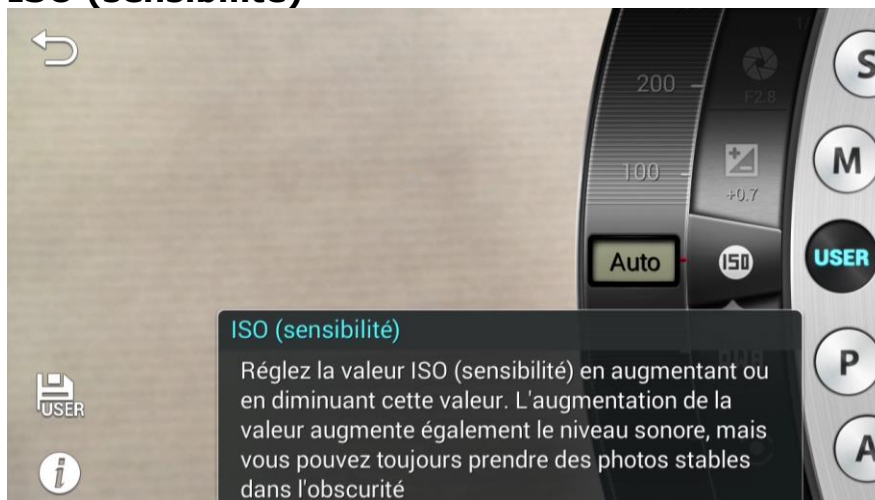 ISO (sensibilité)
200
F2.8
S
100
+0.7
M
Auto
ISO
USER
ISO (sensibilité)
Réglez la valeur ISO (sensibilité) en augmentant ou
en diminuant cette valeur. L'augmentation de la
valeur augmente également le niveau sonore, mais
vous pouvez toujours prendre des photos stables
dans l'obscurité
P
USER
i
A